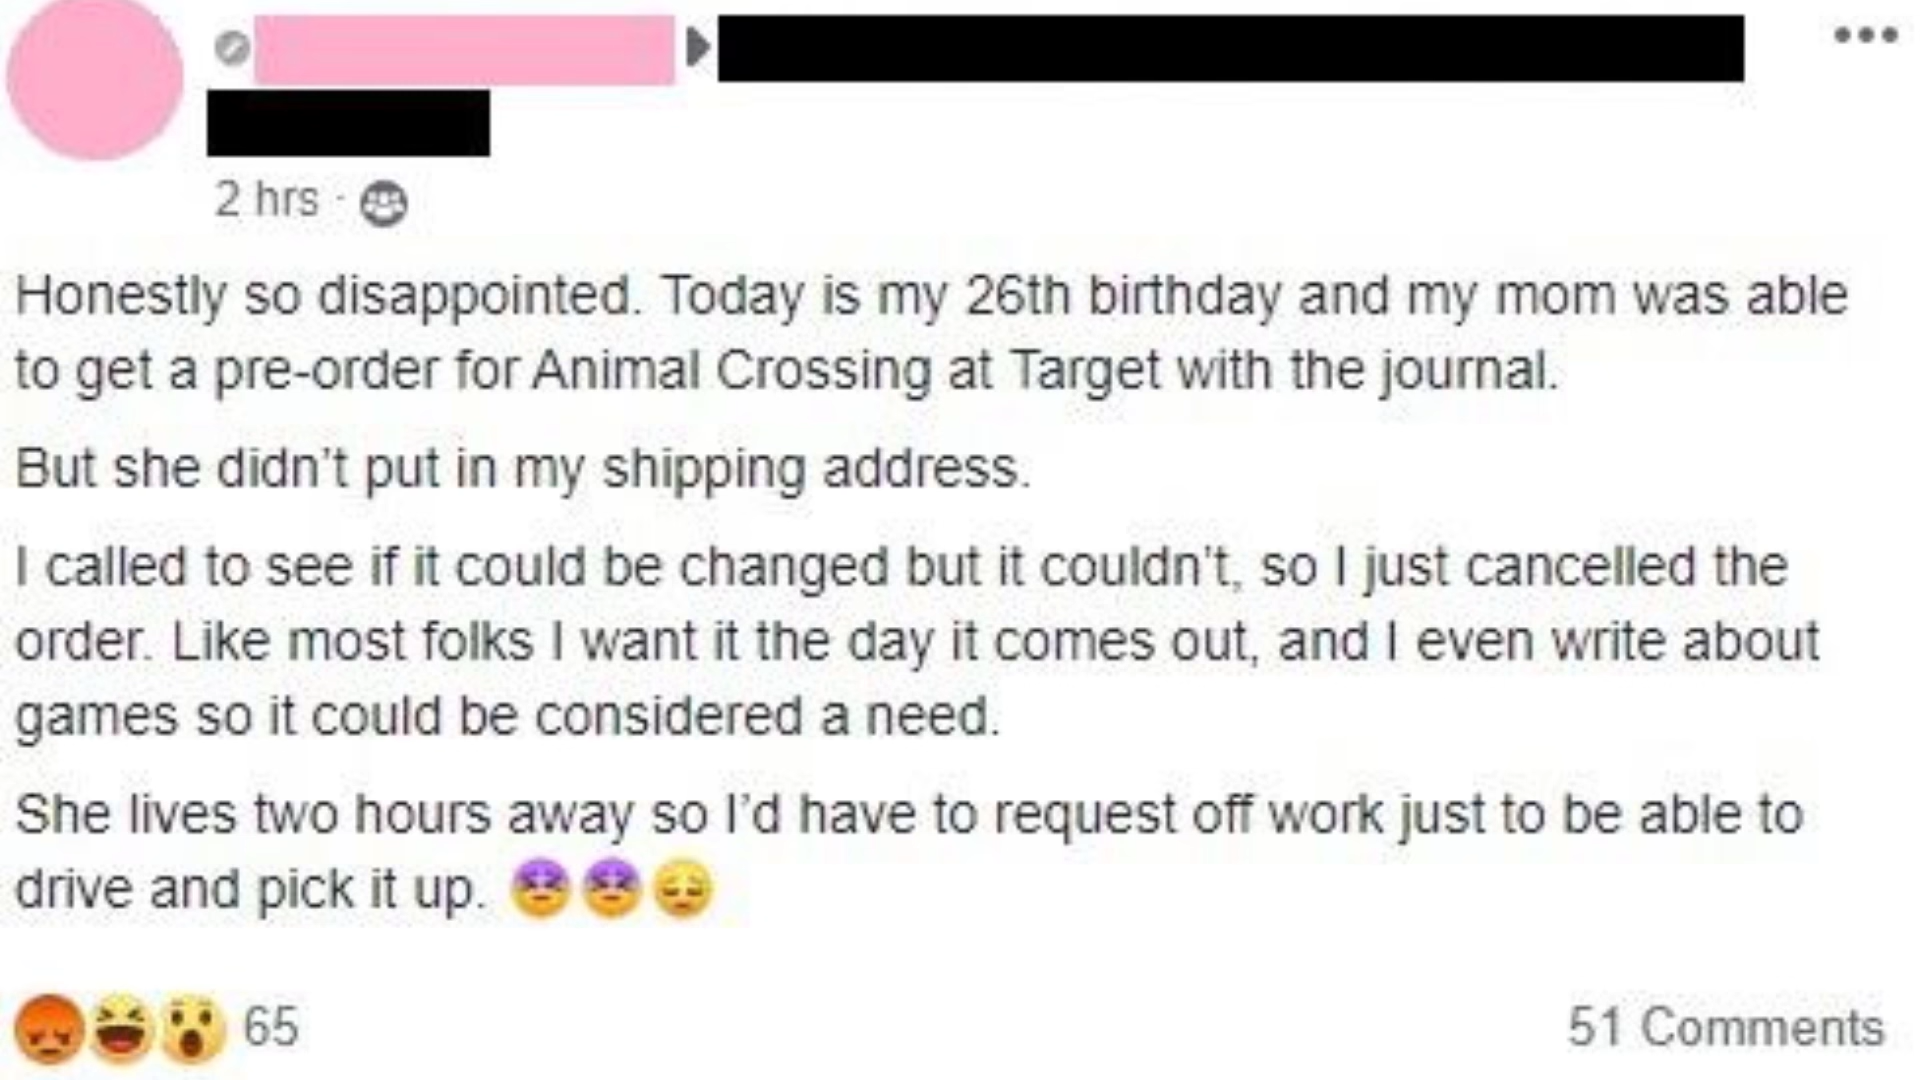 2 hrs ·
Honestly so disappointed. Today is my 26th birthday and my mom was able
to get a pre-order for Animal Crossing at Target with the journal.
But she didn't put in my shipping address.
I called to see if it could be changed but it couldn't, so I just cancelled the
order. Like most folks I want it the day it comes out, and I even write about
games so it could be considered a need.
She lives two hours away so I'd have to request off work just to be able to
drive and pick it up. 
65
51 Comments